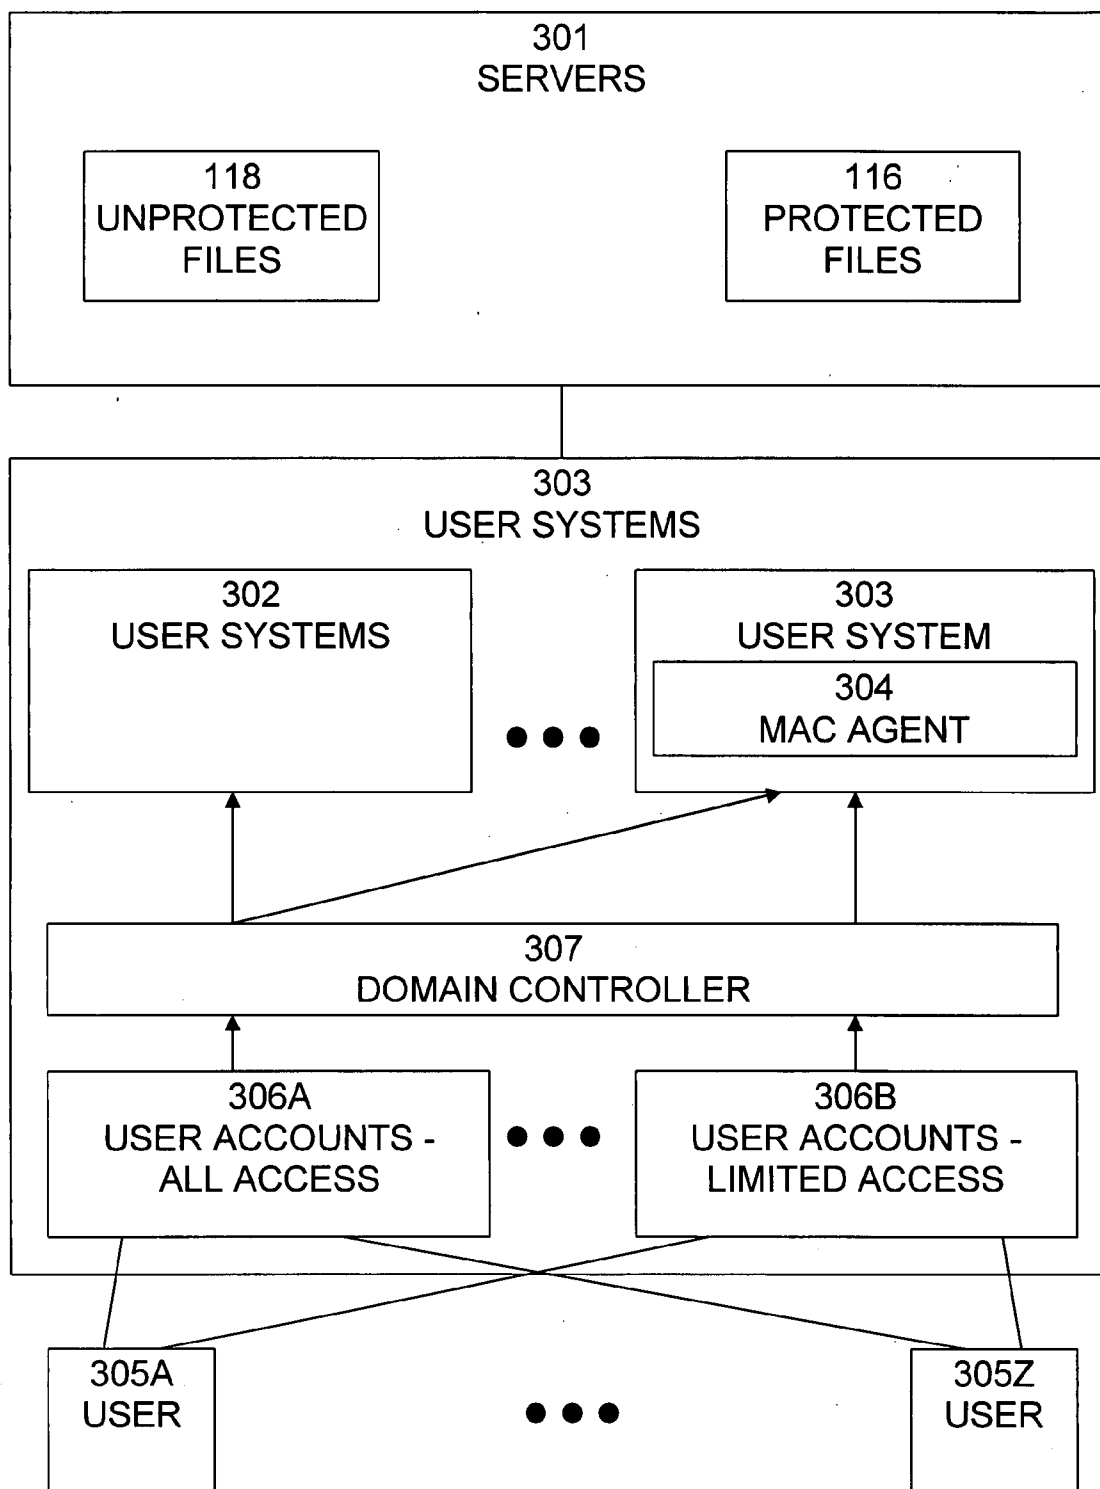 301
SERVERS
118
UNPROTECTED
FILES
116
PROTECTED
FILES
303
USER SYSTEMS
302
USER SYSTEMS
303
USER SYSTEM
304
MAC AGENT
307
DOMAIN CONTROLLER
306A
USER ACCOUNTS -
ALL ACCESS
306B
USER ACCOUNTS -
LIMITED ACCESS
305A
USER
305Z
USER